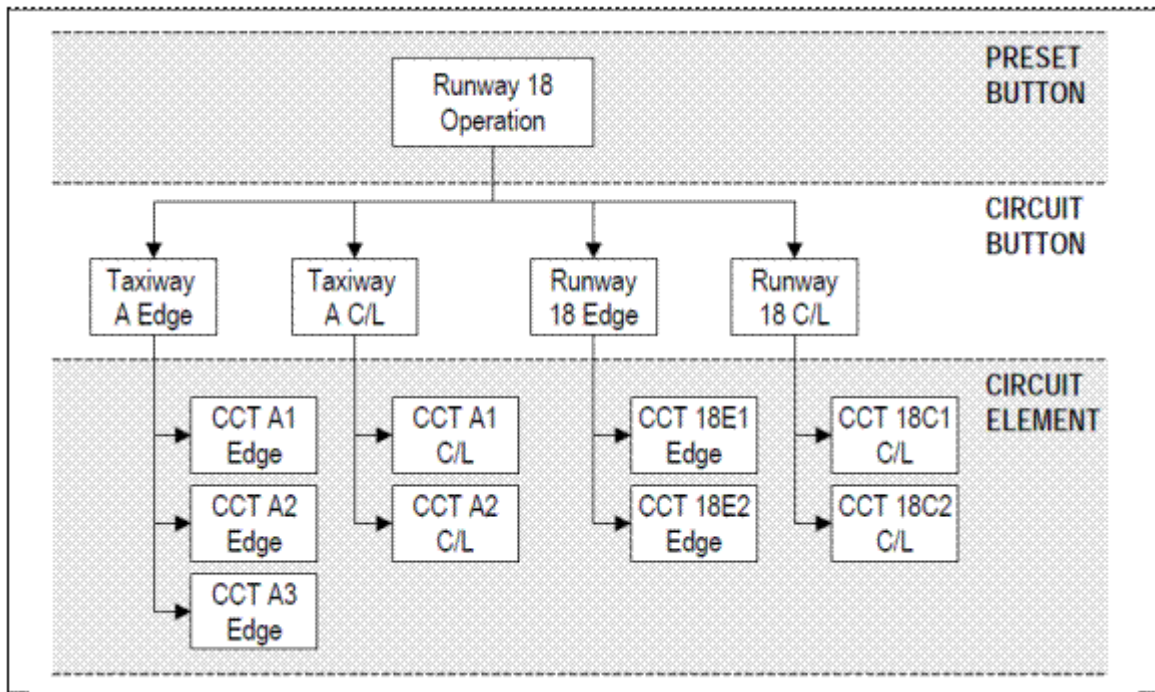 PRESET
BUTTON
Runway 18
Operation
CIRCUIT
BUTTON
Taxiway
A Edge
Taxiway
A C/L
Runway
18 Edge
Runway
18 C/L
CIRCUIT
ELEMENT
CCT A1
Edge
CCT A1
C/L
CCT 18E1
Edge
CCT 18C1
C/L
CCT A2
Edge
CCT A2
C/L
CCT 18E2
Edge
CCT 18C2
C/L
CCT A3
Edge